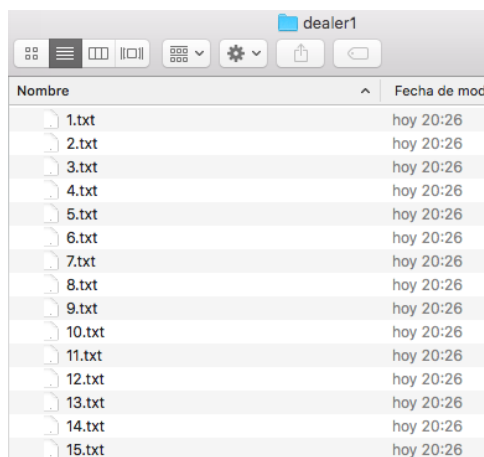 dealer1
Nombre Fecha de mod
1.txt hoy 20:26
2.txt hoy 20:26
3.txt hoy 20:26
4.txt hoy 20:26
5.txt hoy 20:26
6.txt hoy 20:26
7.txt hoy 20:26
8.txt hoy 20:26
9.txt hoy 20:26
10.txt hoy 20:26
11.txt hoy 20:26
12.txt hoy 20:26
13.txt hoy 20:26
14.txt hoy 20:26
15.txt hoy 20:26